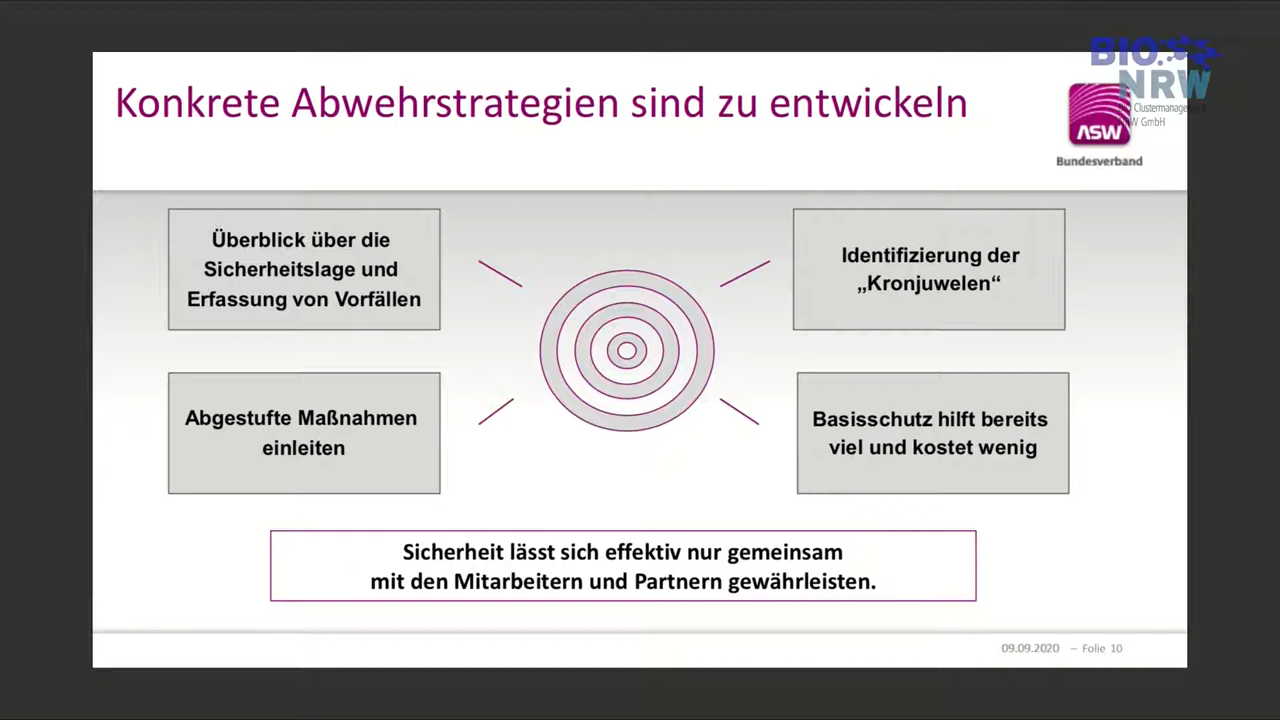 BIO.
NRW
Clustermanagement
W GmbH
Konkrete Abwehrstrategien sind zu entwickeln
ASW
Bundesverband
Überblick über die
Sicherheitslage und
Erfassung von Vorfällen
Identifizierung der
„Kronjuwelen“
Abgestufte Maßnahmen
einleiten
Basisschutz hilft bereits
viel und kostet wenig
Sicherheit lässt sich effektiv nur gemeinsam
mit den Mitarbeitern und Partnern gewährleisten.
09.09.2020 – Folie 10